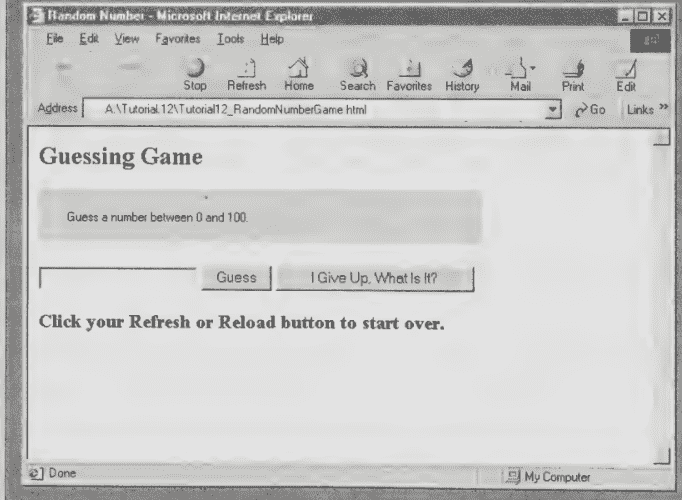 Random Number - Microsoft Internet Explorer
File Edit View Favorites Tools Help
Stop Refresh Home Search Favorites History Mail Print Edit
Address A:\Tutorial.12\Tutorial12_RandomNumberGame.html Go Links »
Guessing Game
Guess a number between 0 and 100.
Guess I Give Up, What Is It?
Click your Refresh or Reload button to start over.
Done My Computer